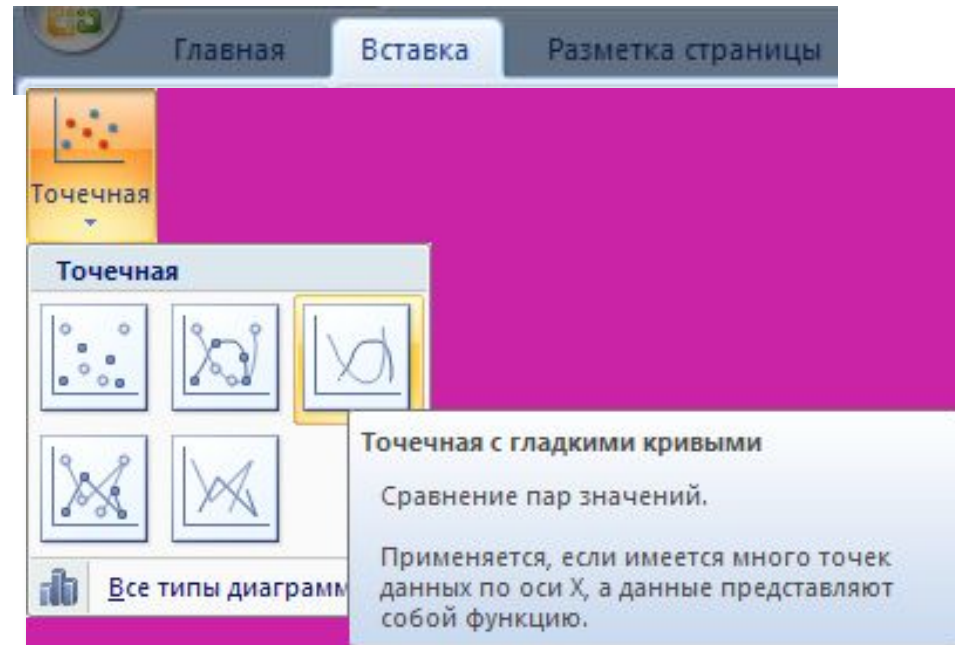 Главная Вставка Разметка страницы
Точечная
Точечная
Точечная с гладкими кривыми
Сравнение пар значений.
Применяется, если имеется много точек
данных по оси X, а данные представляют
собой функцию.
Все типы диаграмм